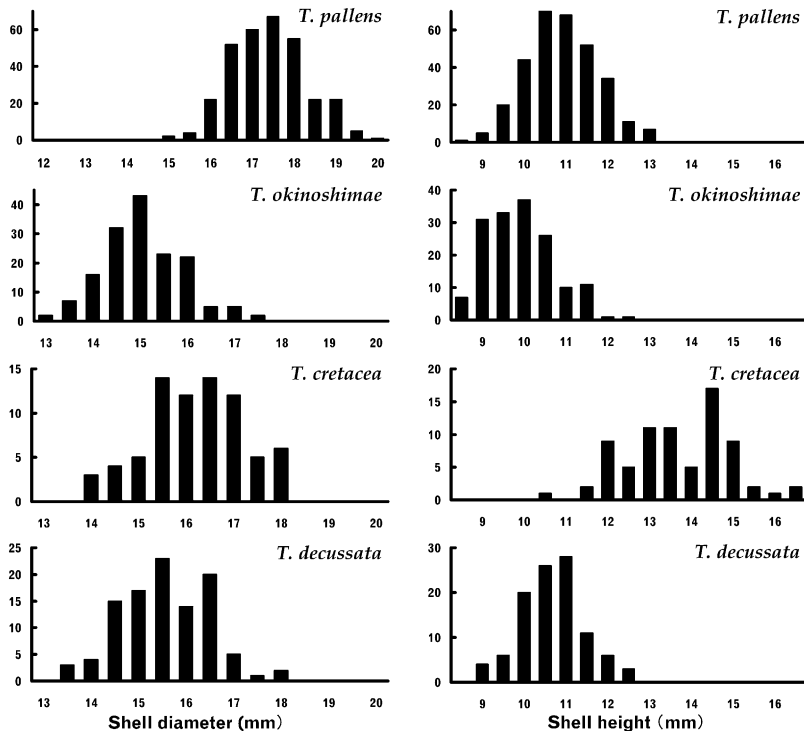 T. pallens
60
40
20
0
12 13 14 15 16 17 18 19 20
T. pallens
60
40
20
0
9 10 11 12 13 14 15 16
T. okinoshimae
40
30
20
10
0
13 14 15 16 17 18 19 20
T. okinoshimae
40
30
20
10
0
9 10 11 12 13 14 15 16
T. cretacea
15
10
5
0
13 14 15 16 17 18 19 20
T. cretacea
20
15
10
5
0
9 10 11 12 13 14 15 16
T. decussata
25
20
15
10
5
0
13 14 15 16 17 18 19 20
Shell diameter (mm)
T. decussata
30
20
10
0
9 10 11 12 13 14 15 16
Shell height (mm)